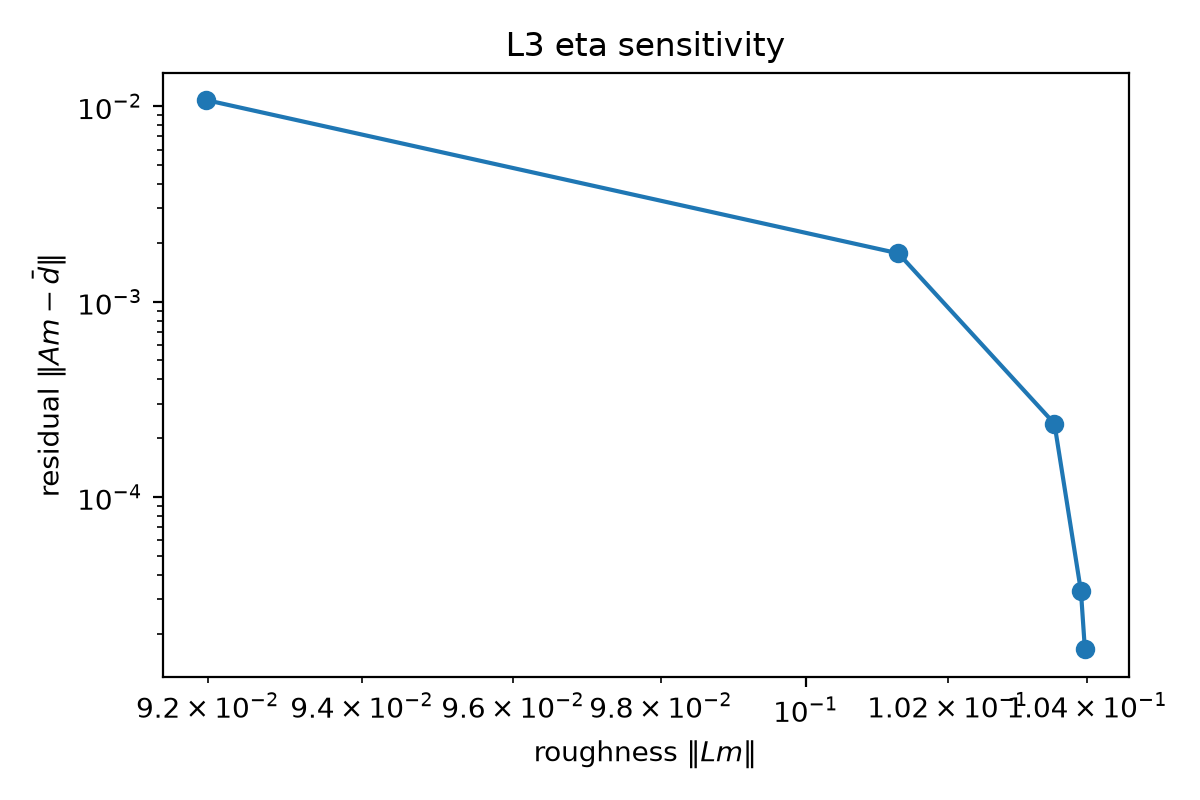 L3 eta sensitivity
residual ‖Am − d̄‖
10⁻²
10⁻³
10⁻⁴
9.2 × 10⁻² 9.4 × 10⁻² 9.6 × 10⁻² 9.8 × 10⁻² 10⁻¹ 1.02 × 10⁻¹ 1.04 × 10⁻¹
roughness ‖Lm‖